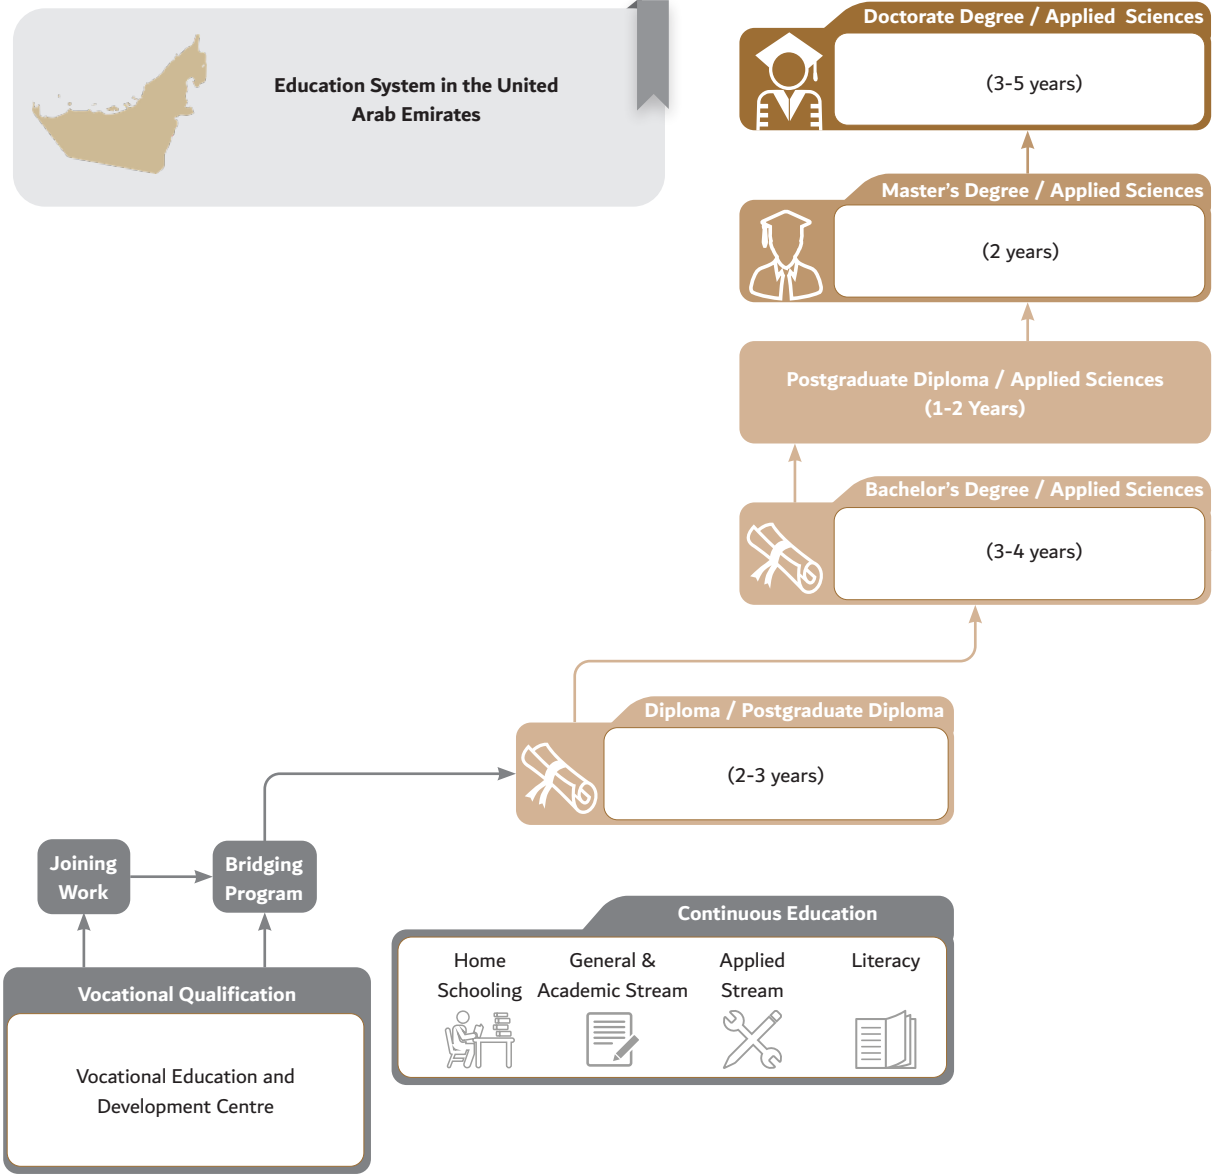 Education System in the United
Arab Emirates
Doctorate Degree / Applied Sciences
(3-5 years)
Master's Degree / Applied Sciences
(2 years)
Postgraduate Diploma / Applied Sciences
(1-2 Years)
Bachelor's Degree / Applied Sciences
(3-4 years)
Diploma / Postgraduate Diploma
(2-3 years)
Joining
Work
Bridging
Program
Continuous Education
Home
Schooling
General &
Academic Stream
Applied
Stream
Literacy
Vocational Qualification
Vocational Education and
Development Centre